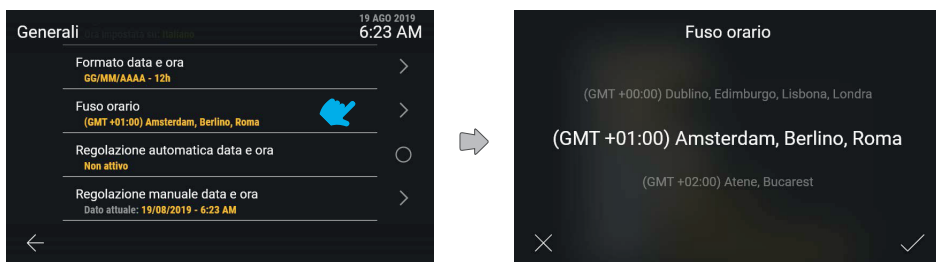 19 AGO 2019
Generali
6:23 AM
Formato data e ora
GG/MM/AAAA - 12h
Fuso orario
(GMT +01:00) Amsterdam, Berlino, Roma
Regolazione automatica data e ora
Non attivo
Regolazione manuale data e ora
Dato attuale: 19/08/2019 - 6:23 AM
Fuso orario
(GMT +00:00) Dublino, Edimburgo, Lisbona, Londra
(GMT +01:00) Amsterdam, Berlino, Roma
(GMT +02:00) Atene, Bucarest